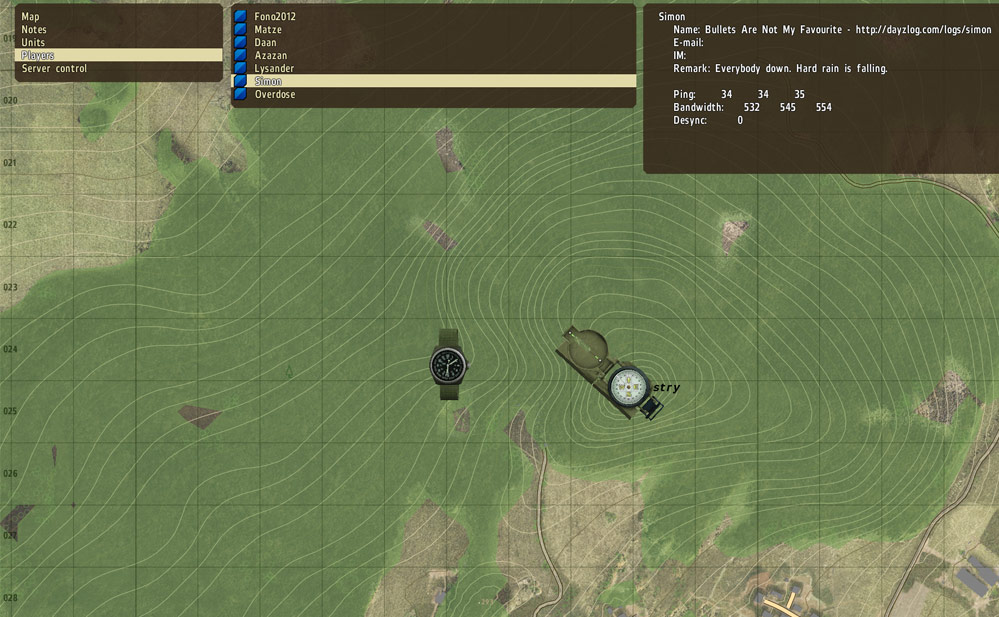 Map
Notes
Units
Players
Server control
Fono2012
Matze
Daan
Azazan
Lysander
Simon
Overdose
Simon
Name: Bullets Are Not My Favourite - http://dayzlog.com/logs/simon
E-mail:
IM:
Remark: Everybody down. Hard rain is falling.
Ping: 34 34 35
Bandwidth: 532 545 554
Desync: 0
020
021
022
023
024
stry
025
026
027
028